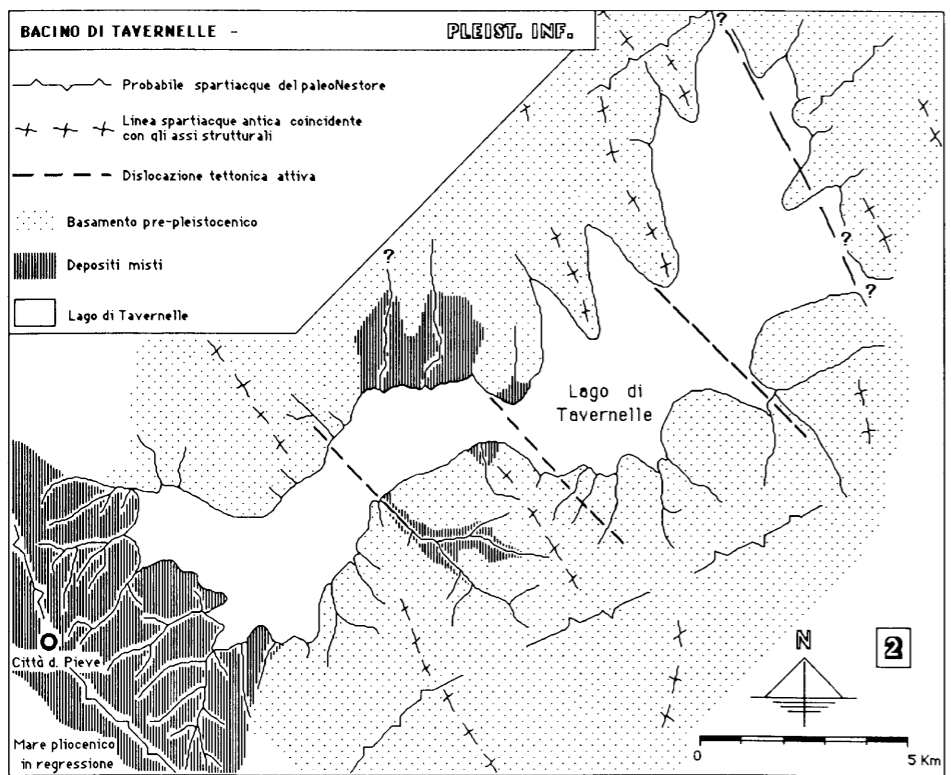 BACINO DI TAVERNELLE - PLEIST. INF.
Probabile spartiacque del paleoNestore
Linea spartiacque antica coincidente
con gli assi strutturali
Dislocazione tettonica attiva
Basamento pre-pleistocenico
Depositi misti
Lago di Tavernelle
?
?
?
?
Lago di
Tavernelle
Città d. Pieve
Mare pliocenico
in regressione
N
2
0
5 Km